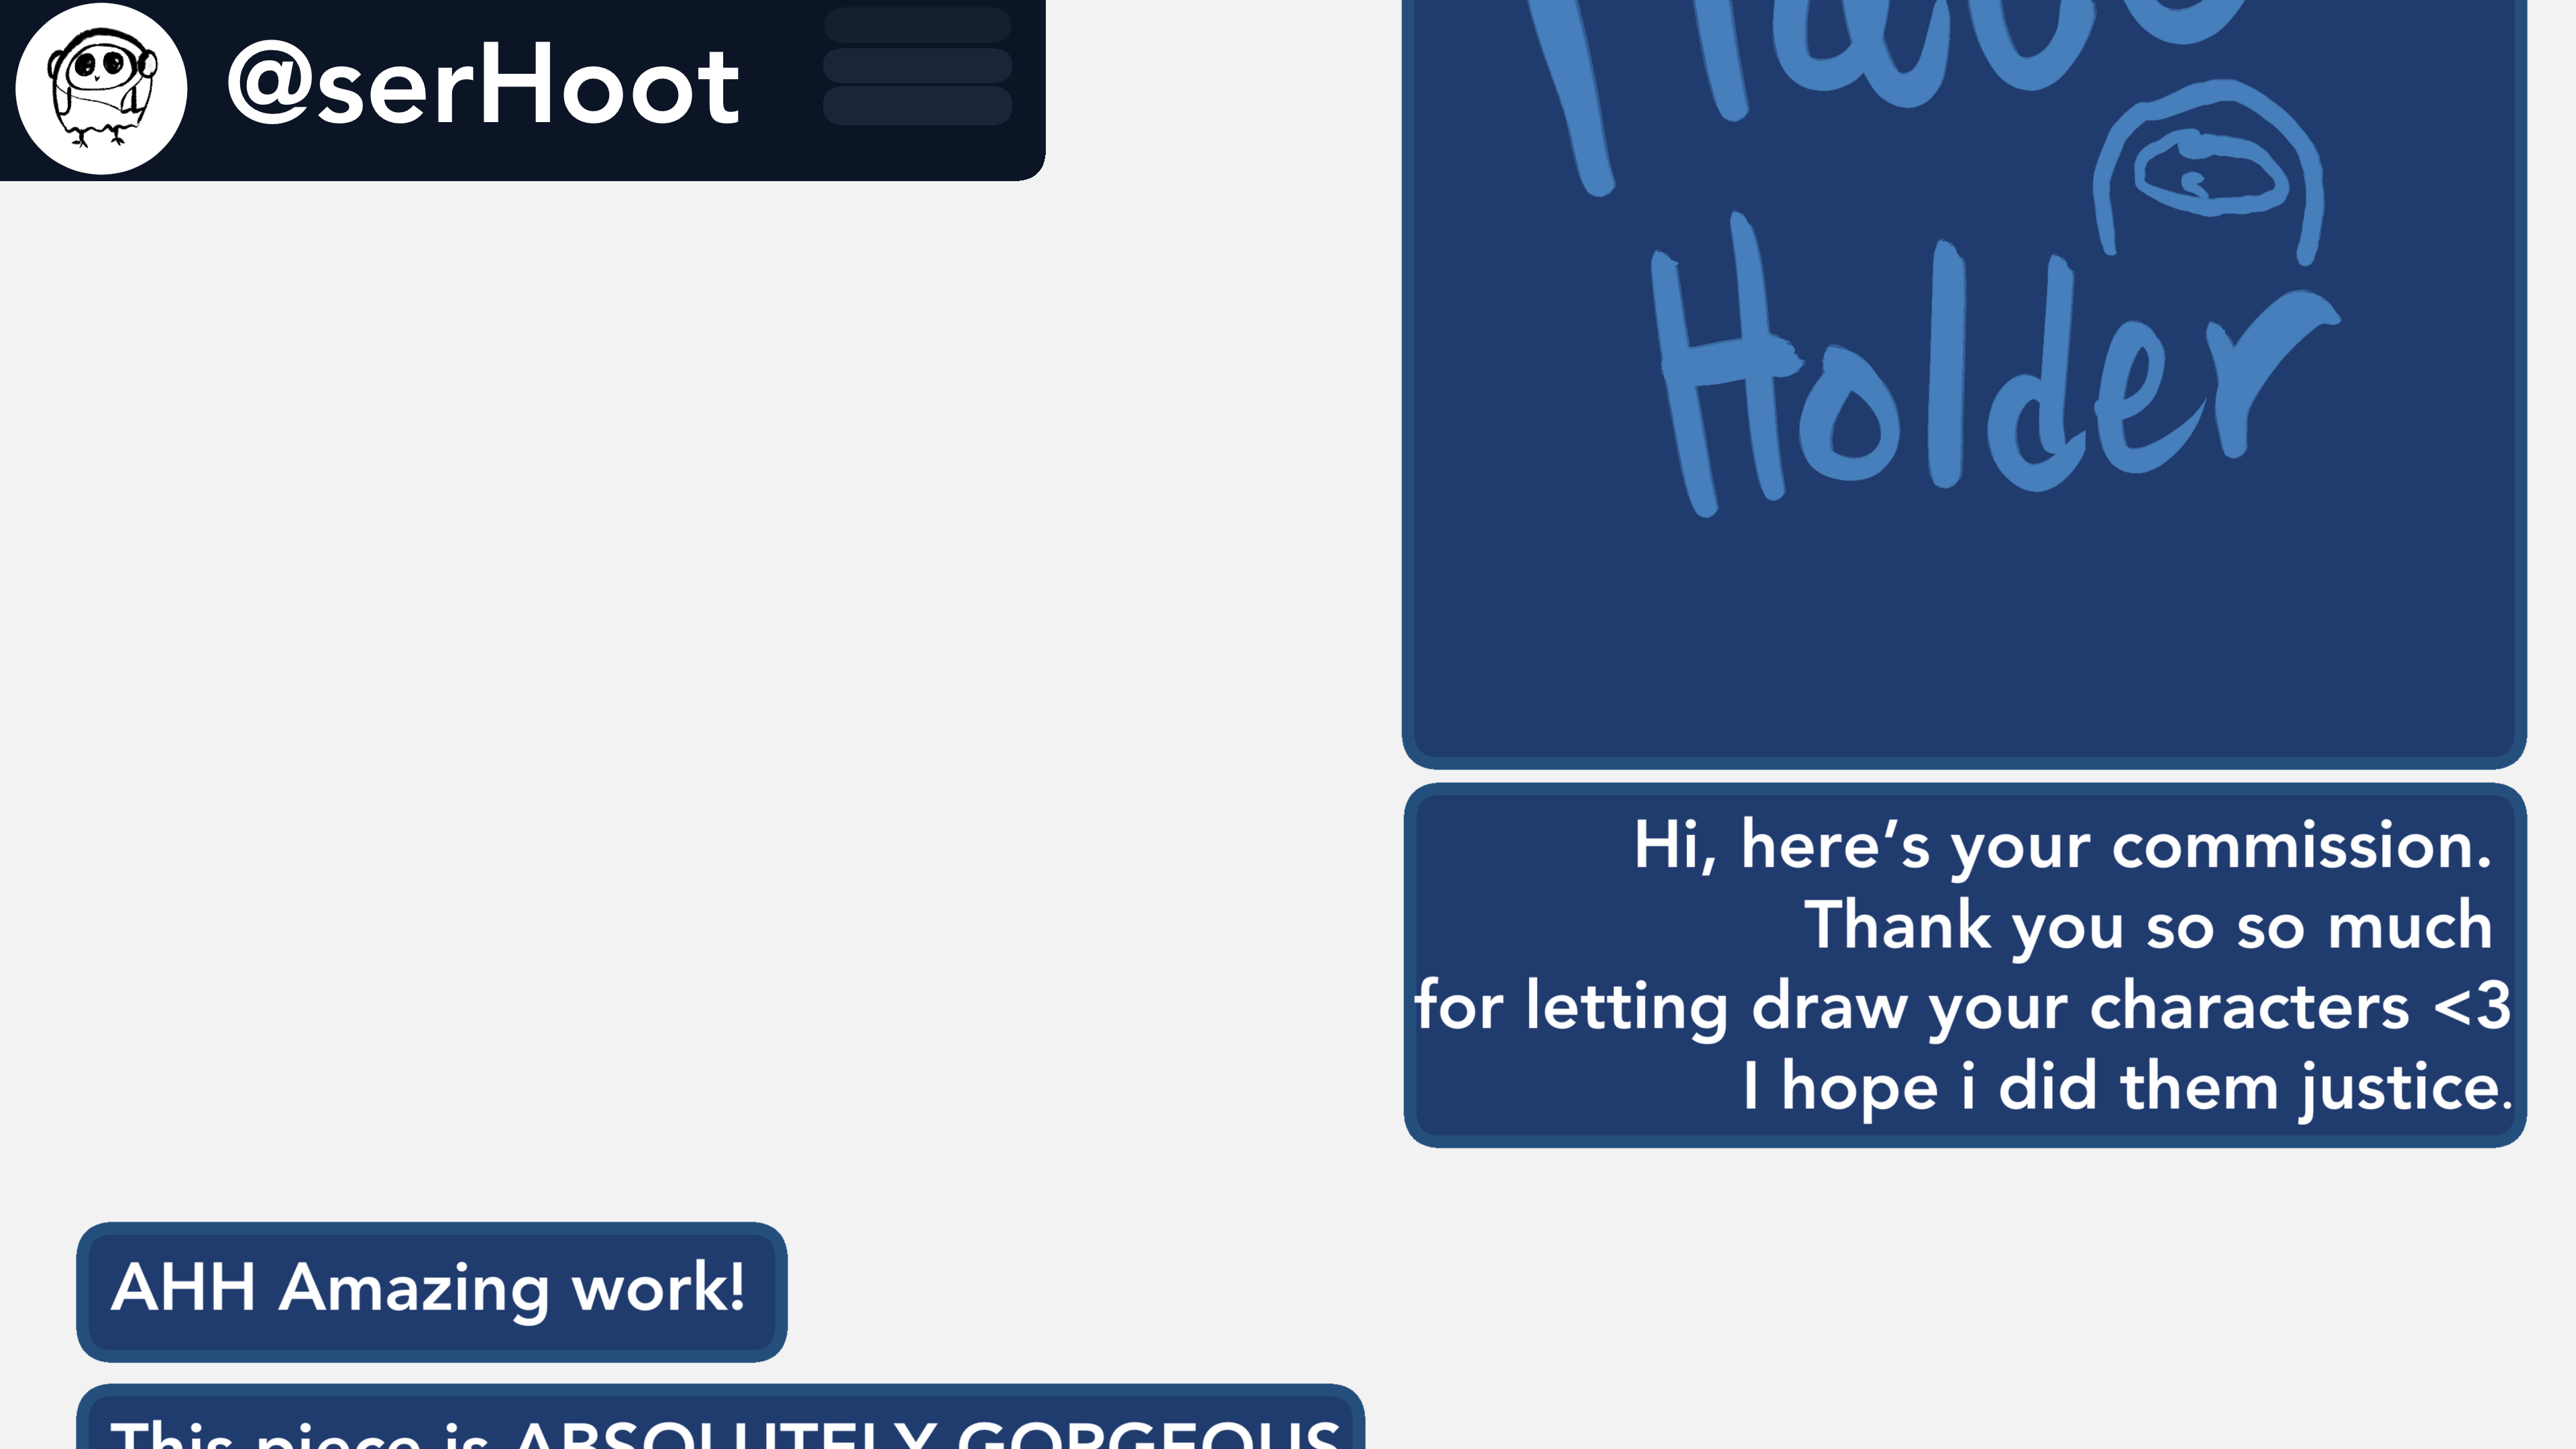 @serHoot
Place
Holder
Hi, here's your commission.
Thank you so so much
for letting draw your characters <3
I hope i did them justice.
AHH Amazing work!
This piece is ABSOLUTELY GORGEOUS